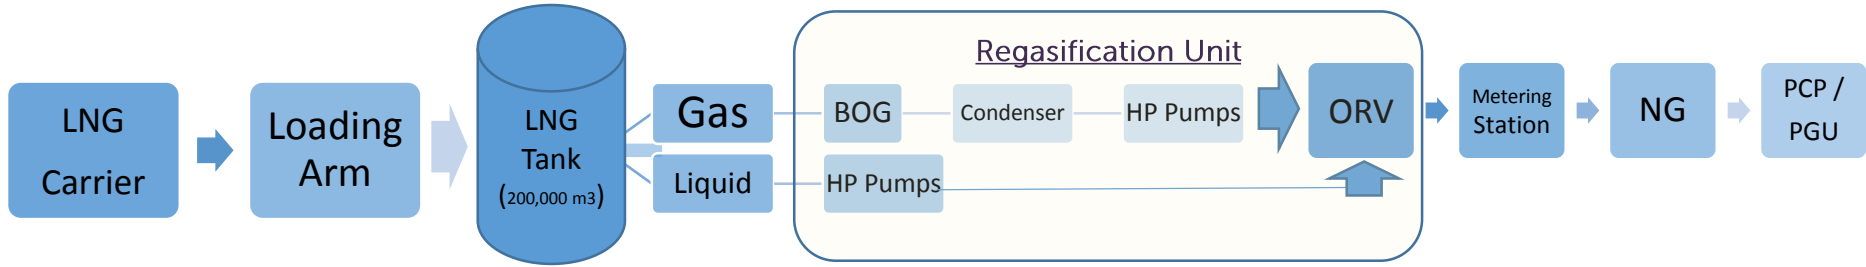 LNG
Carrier
Loading
Arm
LNG
Tank
(200,000 m3)
Gas
Liquid
Regasification Unit
BOG
Condenser
HP Pumps
HP Pumps
ORV
Metering
Station
NG
PCP /
PGU